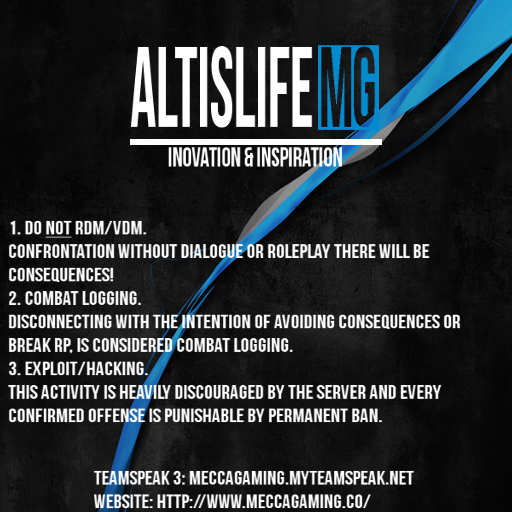 ALTISLIFEMG
INOVATION & INSPIRATION
1. DO NOT RDM/VDM.
CONFRONTATION WITHOUT DIALOGUE OR ROLEPLAY THERE WILL BE
CONSEQUENCES!
2. COMBAT LOGGING.
DISCONNECTING WITH THE INTENTION OF AVOIDING CONSEQUENCES OR
BREAK RP, IS CONSIDERED COMBAT LOGGING.
3. EXPLOIT/HACKING.
THIS ACTIVITY IS HEAVILY DISCOURAGED BY THE SERVER AND EVERY
CONFIRMED OFFENSE IS PUNISHABLE BY PERMANENT BAN.
TEAMSPEAK 3: MECCAGAMING.MYTEAMSPEAK.NET
WEBSITE: HTTP://WWW.MECCAGAMING.CO/